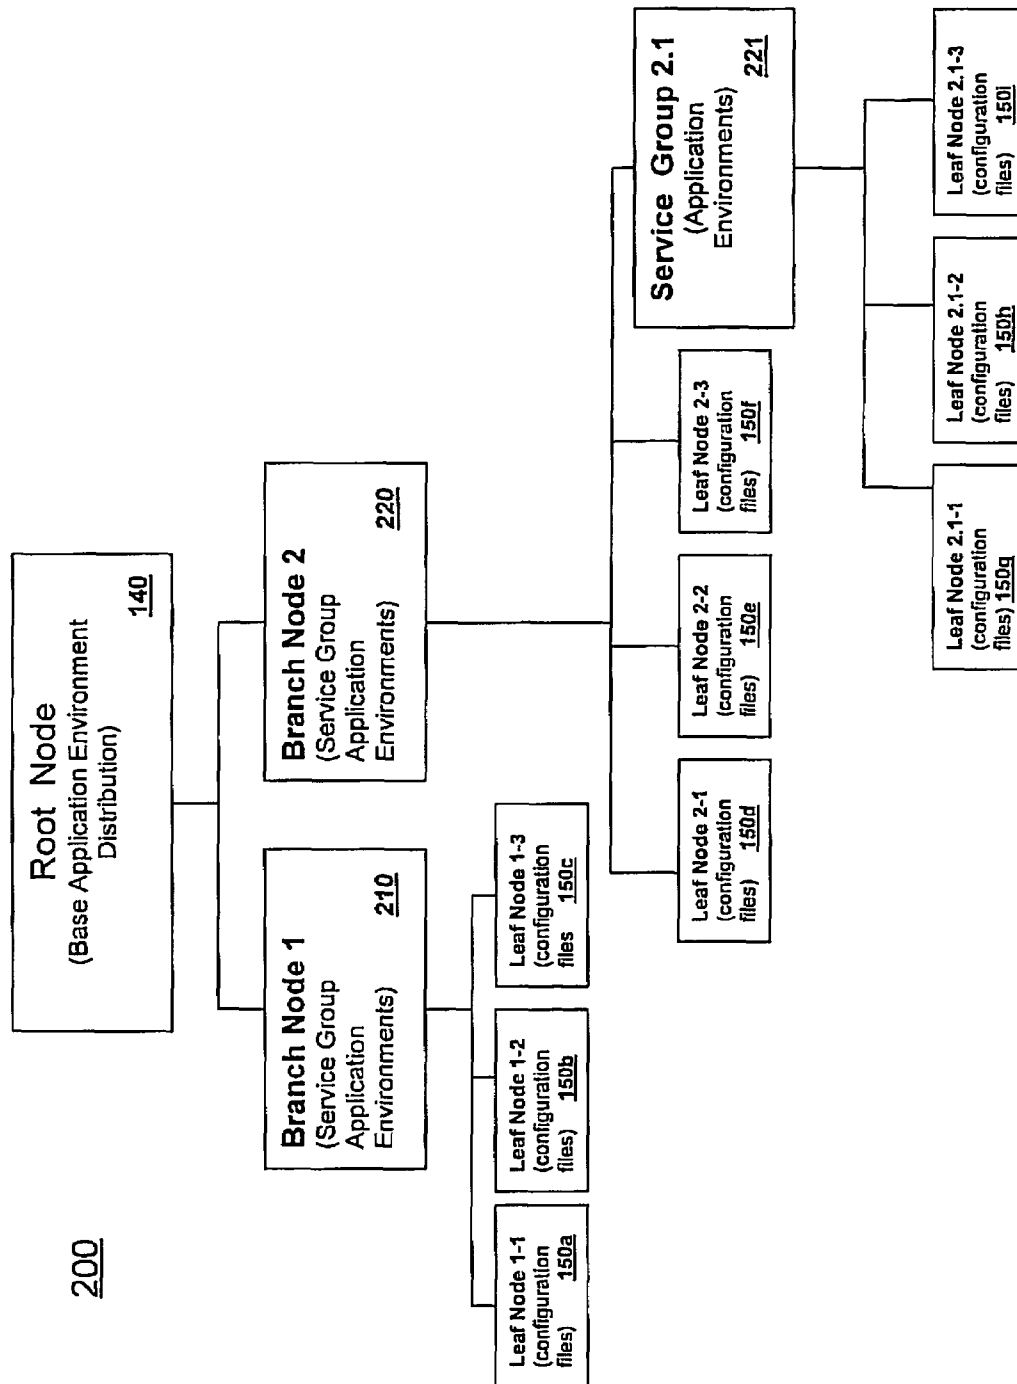 200
Root Node
(Base Application Environment
Distribution)
140
Branch Node 1
(Service Group
Application
Environments)
210
Branch Node 2
(Service Group
Application
Environments)
220
Leaf Node 1-1
(configuration
files) 150a
Leaf Node 1-2
(configuration
files) 150b
Leaf Node 1-3
(configuration
files 150c
Leaf Node 2-1
(configuration
files) 150d
Leaf Node 2-2
(configuration
files) 150e
Leaf Node 2-3
(configuration
files) 150f
Service Group 2.1
(Application
Environments)
221
Leaf Node 2.1-1
(configuration
files) 150g
Leaf Node 2.1-2
(configuration
files) 150h
Leaf Node 2.1-3
(configuration
files) 150i